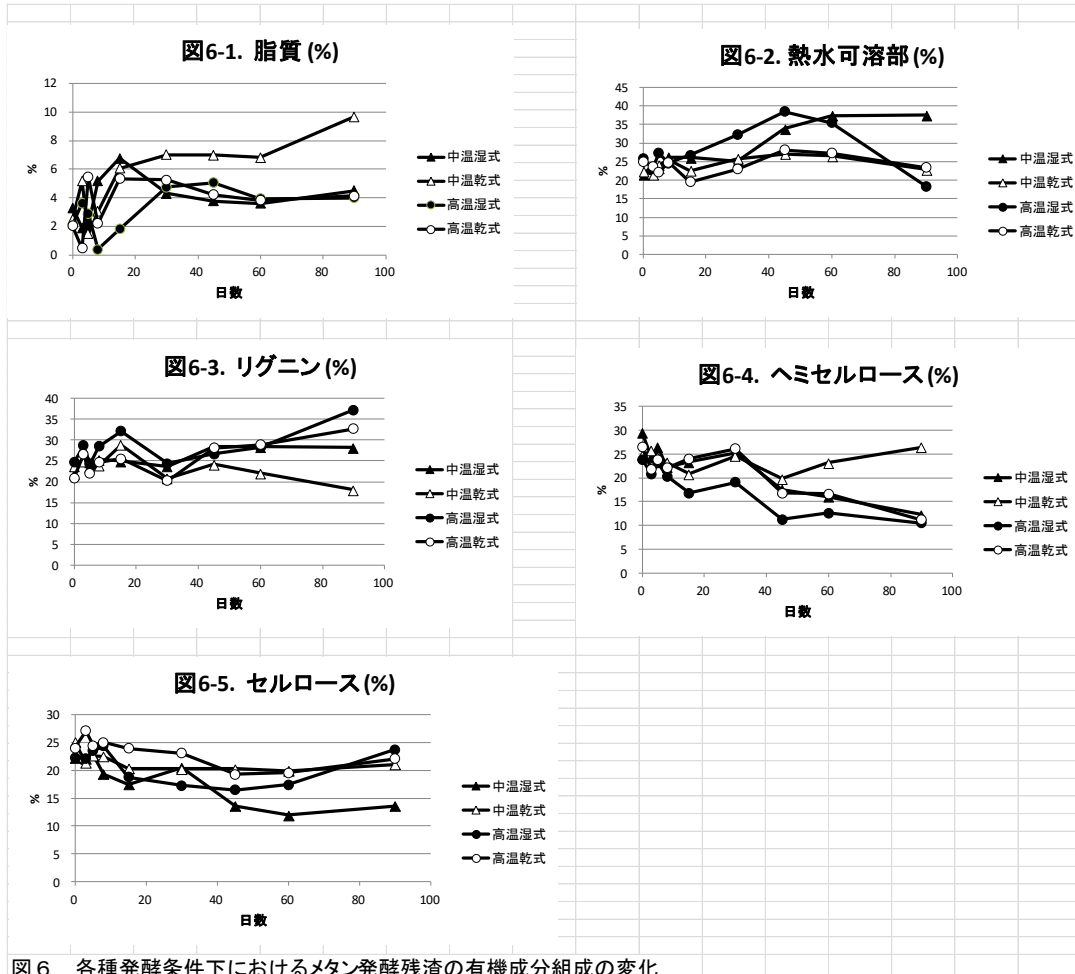 図6-1. 脂質 (%)
12
10
8
6
4
2
0
%
0 20 40 60 80 100
日数
中温湿式
中温乾式
高温湿式
高温乾式
図6-2. 熱水可溶部 (%)
45
40
35
30
25
20
15
10
5
0
%
0 20 40 60 80 100
日数
中温湿式
中温乾式
高温湿式
高温乾式
図6-3. リグニン (%)
40
35
30
25
20
15
10
5
0
%
0 20 40 60 80 100
日数
中温湿式
中温乾式
高温湿式
高温乾式
図6-4. ヘミセルロース (%)
35
30
25
20
15
10
5
0
%
0 20 40 60 80 100
日数
中温湿式
中温乾式
高温湿式
高温乾式
図6-5. セルロース (%)
30
25
20
15
10
5
0
%
0 20 40 60 80 100
日数
中温湿式
中温乾式
高温湿式
高温乾式
図6 各種発酵条件下におけるメタン発酵残渣の有機成分組成の変化